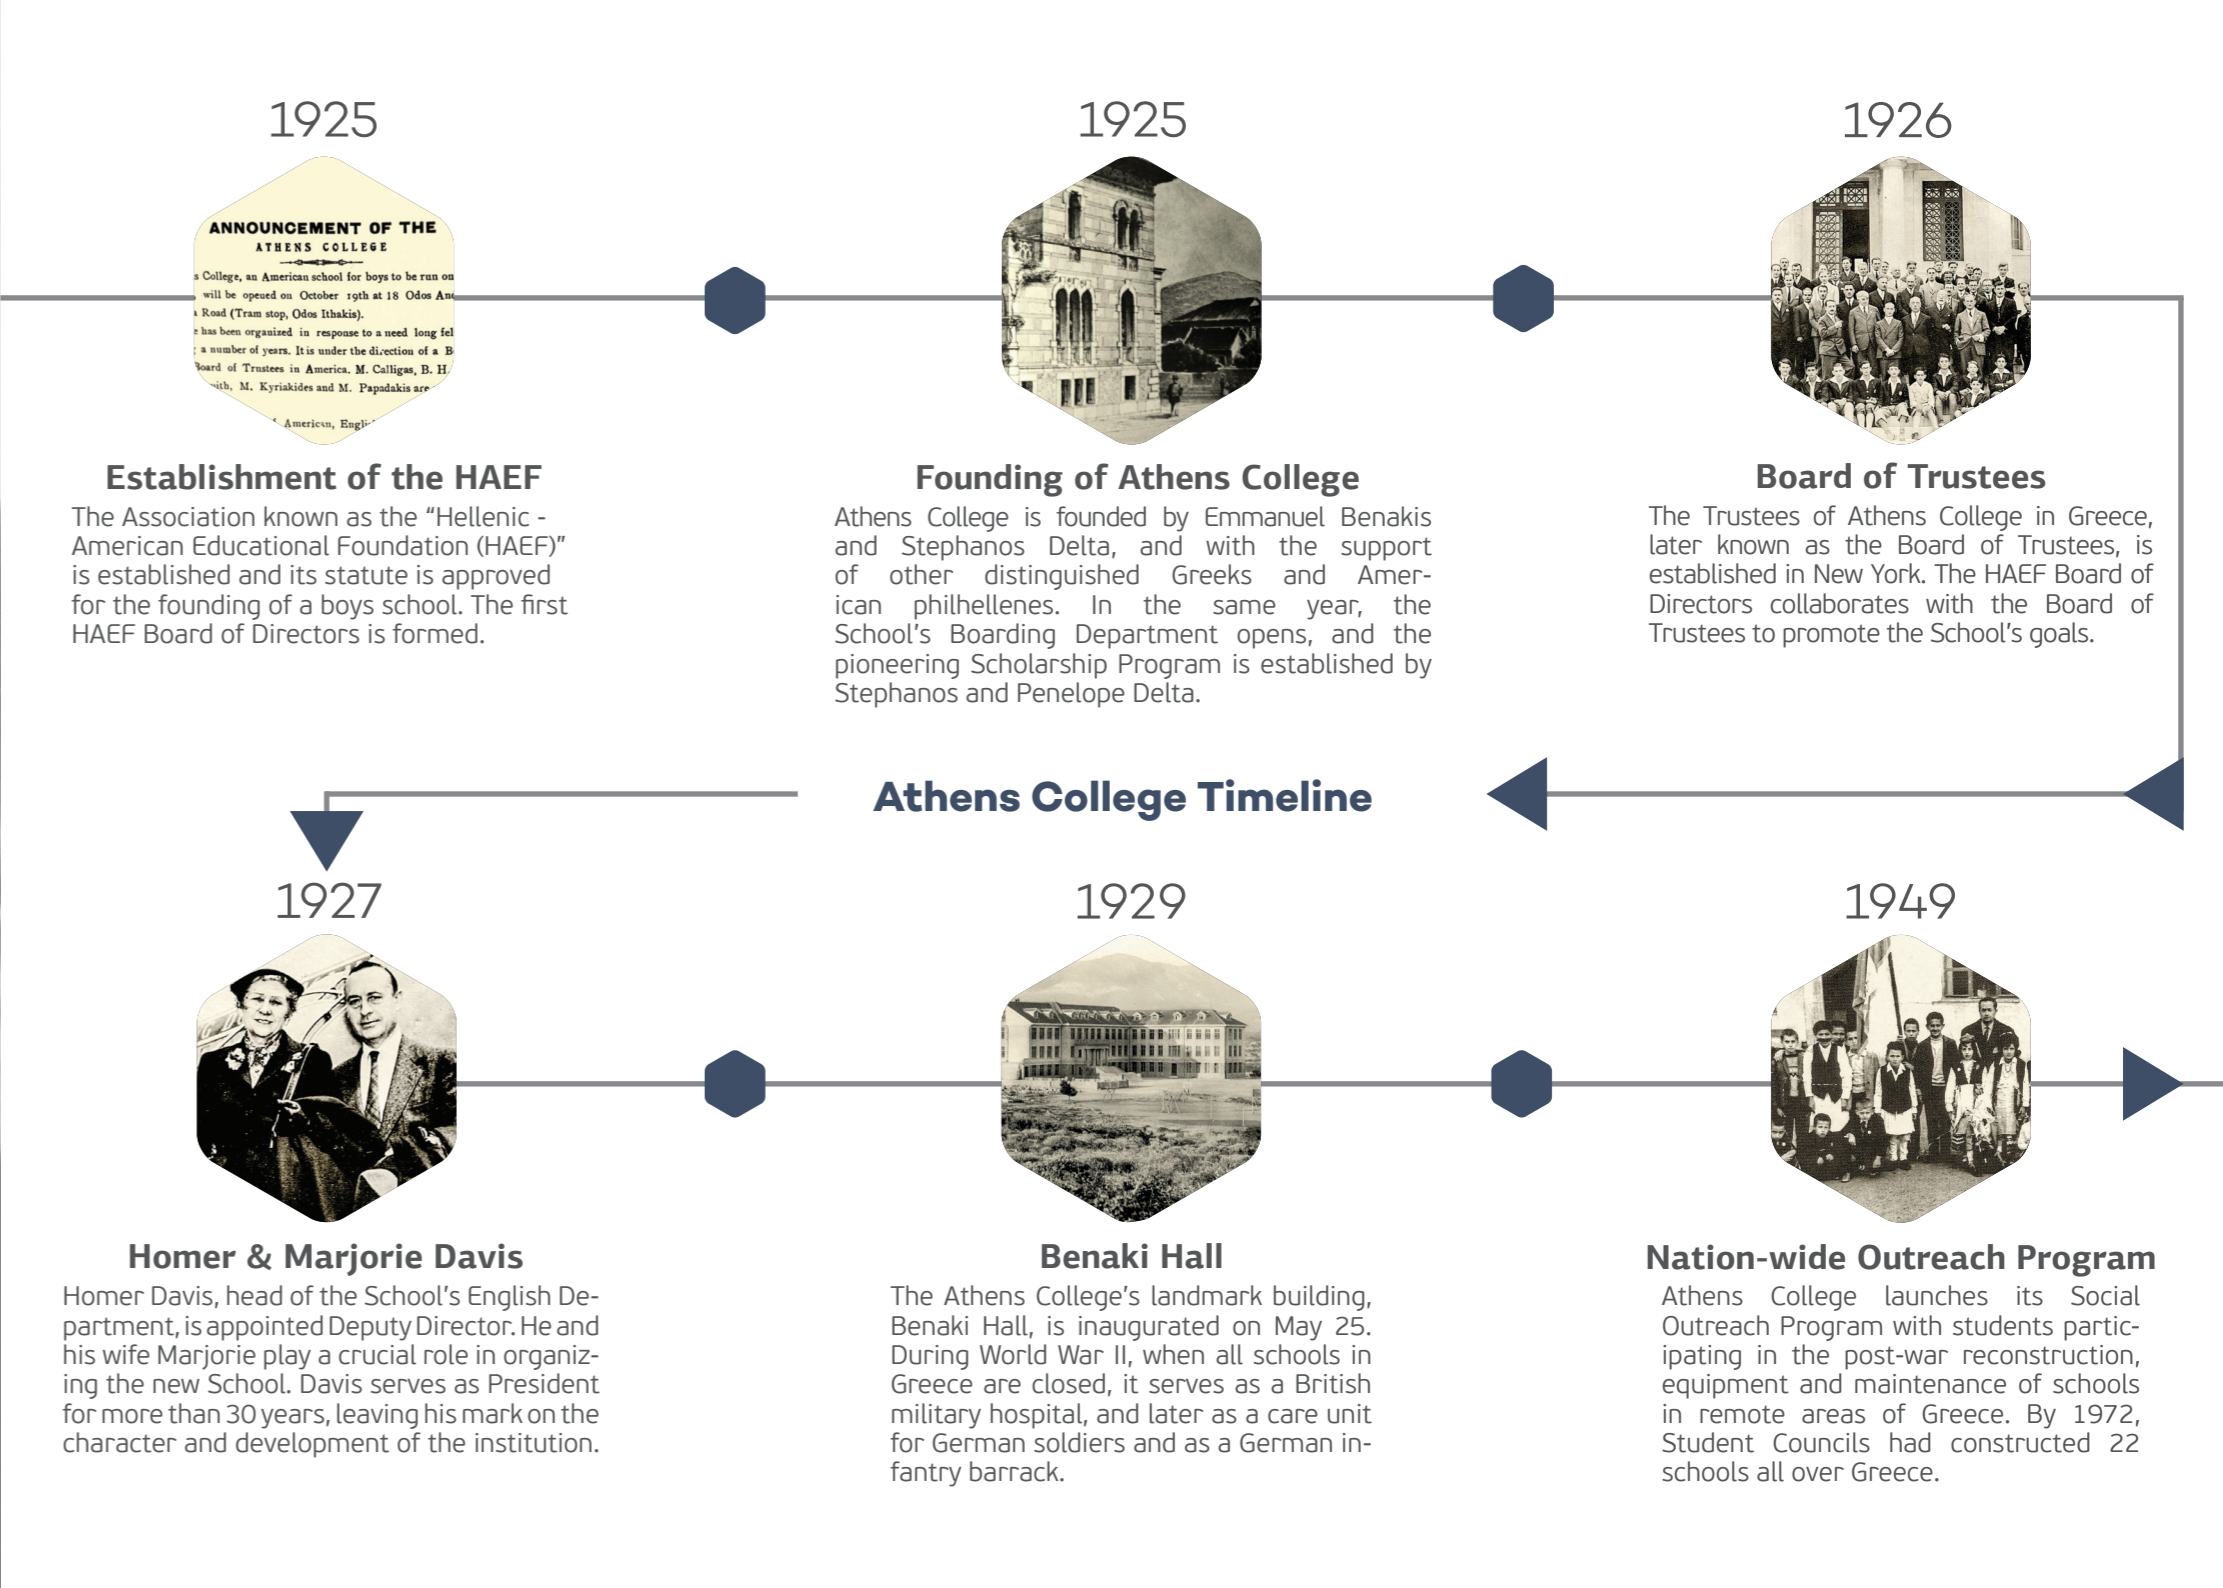 1925
ANNOUNCEMENT OF THE
ATHENS COLLEGE
s College, an American school for boys to be run on
will be opened on October 19th at 18 Odos
Road (Tram stop, Odos Ithakis).
has been organized in response to a need long fel
a number of years. It is under the direction of a B
Board of Trustees in America. M. Calligas, B. H.
M. Kyriakides and M. Papadakis are
American,
Establishment of the HAEF
The Association known as the “Hellenic -
American Educational Foundation (HAEF)”
is established and its statute is approved
for the founding of a boys school. The first
HAEF Board of Directors is formed.
1925
Founding of Athens College
Athens College is founded by Emmanuel Benakis
and Stephanos Delta, and with the support
of other distinguished Greeks and Amer-
ican philhellenes. In the same year, the
School’s Boarding Department opens, and the
pioneering Scholarship Program is established by
Stephanos and Penelope Delta.
1926
Board of Trustees
The Trustees of Athens College in Greece,
later known as the Board of Trustees, is
established in New York. The HAEF Board of
Directors collaborates with the Board of
Trustees to promote the School’s goals.
Athens College Timeline
1927
Homer & Marjorie Davis
Homer Davis, head of the School’s English De-
partment, is appointed Deputy Director. He and
his wife Marjorie play a crucial role in organiz-
ing the new School. Davis serves as President
for more than 30 years, leaving his mark on the
character and development of the institution.
1929
Benaki Hall
The Athens College’s landmark building,
Benaki Hall, is inaugurated on May 25.
During World War II, when all schools in
Greece are closed, it serves as a British
military hospital, and later as a care unit
for German soldiers and as a German in-
fantry barrack.
1949
Nation-wide Outreach Program
Athens College launches its Social
Outreach Program with students partic-
ipating in the post-war reconstruction,
equipment and maintenance of schools
in remote areas of Greece. By 1972,
Student Councils had constructed 22
schools all over Greece.